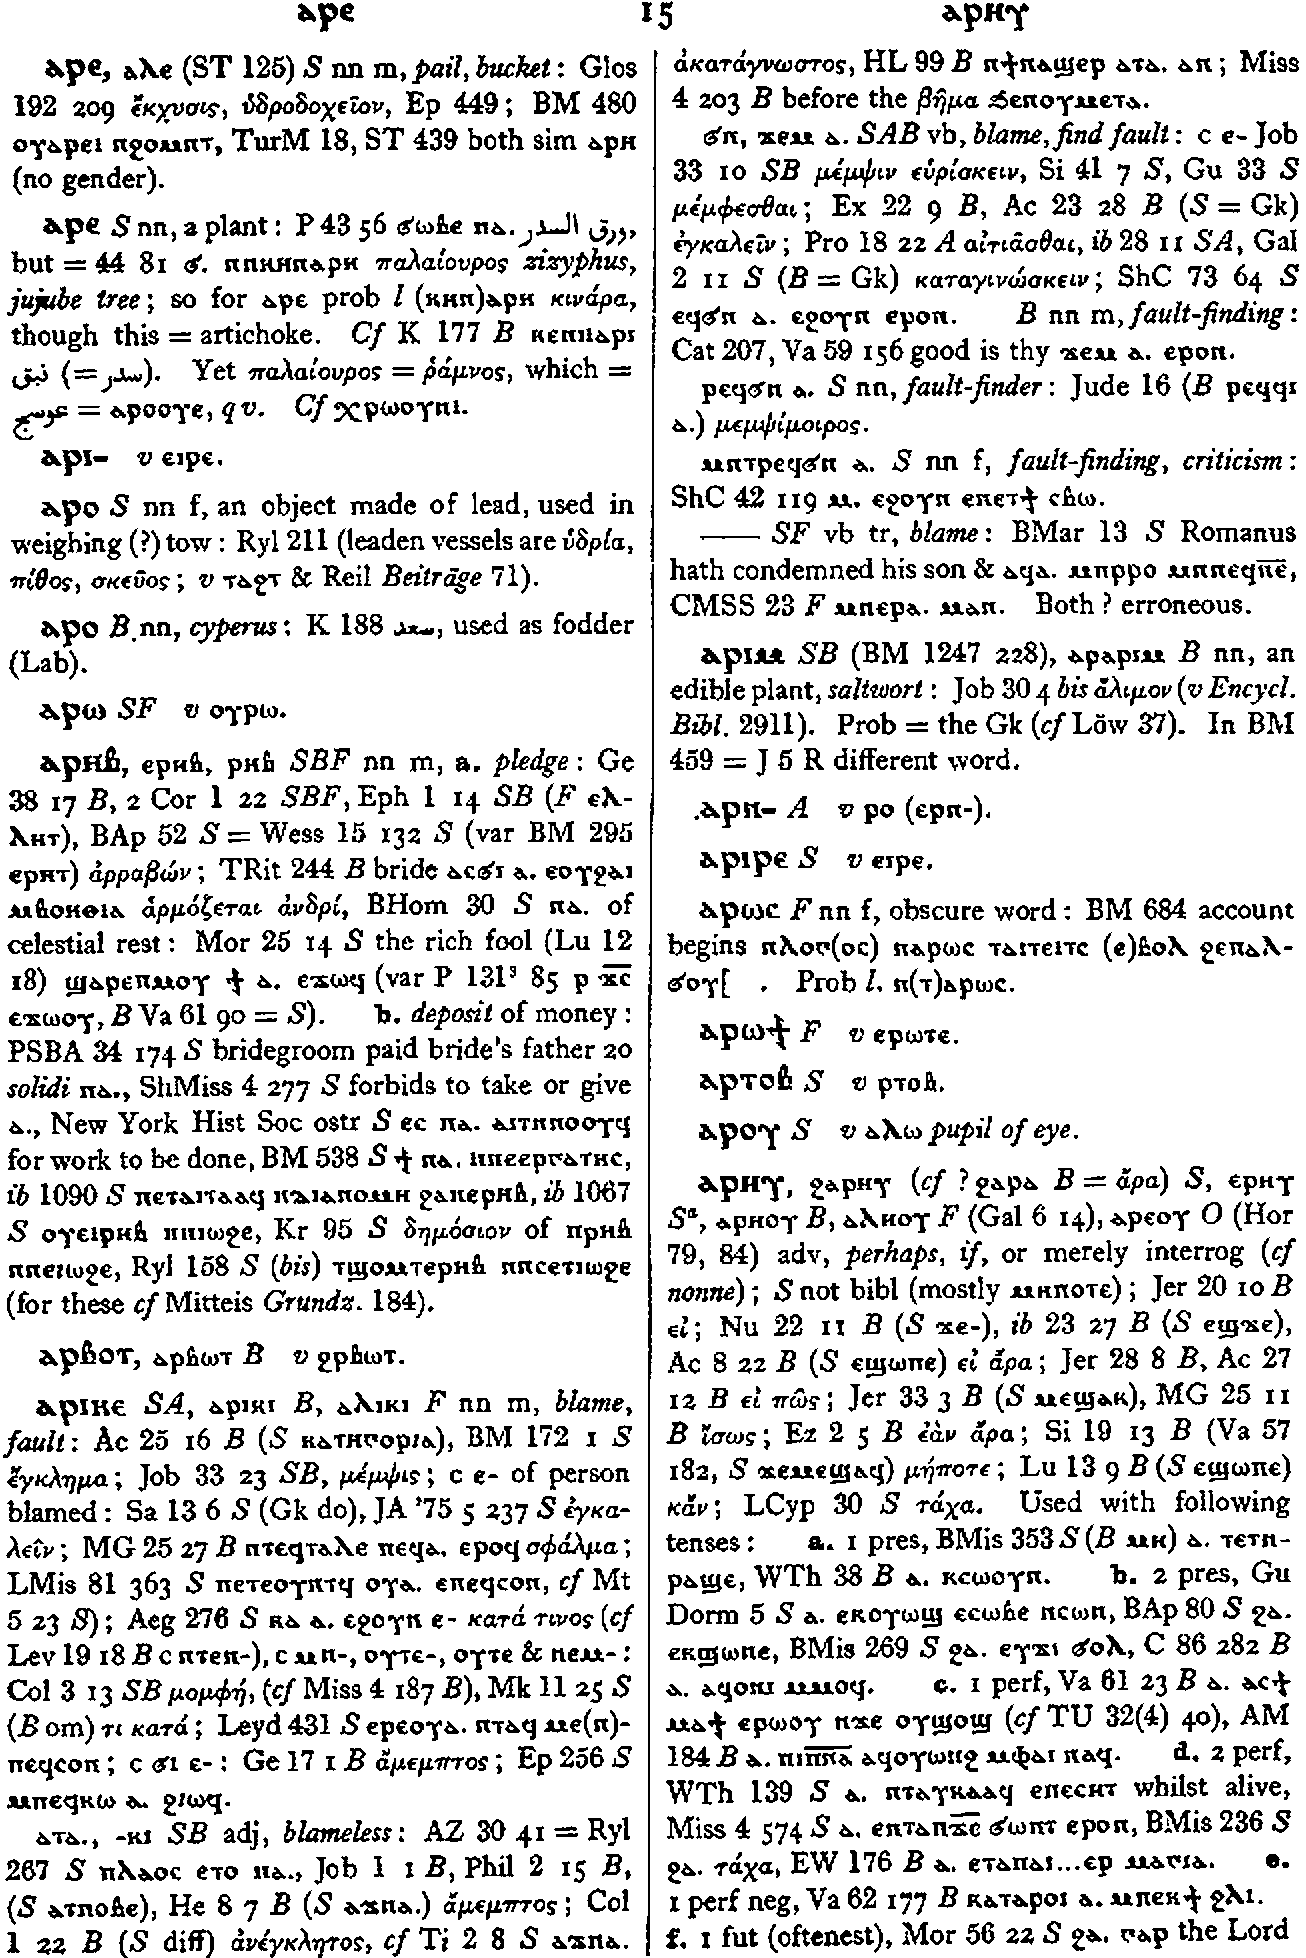 ⲁⲣⲉ 15 ⲁⲣⲏⲩ
ⲁⲣⲉ, ⲁⲗⲉ (ST 125) S nn m, pail, bucket: Glos
192 209 ἔκχυσις, ὑδροδοχεῖον, Ep 449; BM 480
ⲟⲩⲁⲣⲉⲓ ⲛϩⲟⲙⲛⲧ, TurM 18, ST 439 both sim ⲁⲣⲏ
(no gender).
ⲁⲣⲉ S nn, a plant: P 43 56 ϭⲱⲃⲉ ⲛⲁ. ورق السدر,
but = 44 81 ϭ. ⲛⲛⲕⲏⲛⲁⲣⲏ παλαίουρος zizyphus,
jujube tree; so for ⲁⲣⲉ prob l (ⲕⲏⲛ)ⲁⲣⲏ κινάρα,
though this = artichoke. Cf K 177 B ⲕⲉⲛⲛⲁⲣⲓ
نبق (= سدر). Yet παλαίουρος = ῥάμνος, which =
عوسج = ⲁⲣⲟⲟⲩⲉ, q v. Cf ⲭⲣⲱⲟⲩⲛⲓ.
ⲁⲣⲓ- v ⲉⲓⲣⲉ.
ⲁⲣⲟ S nn f, an object made of lead, used in
weighing (?) tow: Ryl 211 (leaden vessels are ὑδρία,
πίθος, σκεῦος; v ⲧⲁϩⲧ & Reil Beiträge 71).
ⲁⲣⲟ B nn, cyperus: K 188 سعد, used as fodder
(Lab).
ⲁⲣⲱ SF v ⲟⲩⲣⲱ.
ⲁⲣⲏⲃ, ⲉⲣⲏⲃ, ⲣⲏⲃ SBF nn m, a. pledge: Ge
38 17 B, 2 Cor 1 22 SBF, Eph 1 14 SB (F ⲉⲗ-
ⲗⲏⲧ), BAp 52 S = Wess 15 132 S (var BM 295
ⲉⲣⲏⲧ) ἀρραβών; TRit 244 B bride ⲁⲥϭⲓ ⲁ. ⲉⲟⲩϩⲁⲓ
ⲙⲃⲟⲏⲑⲓⲁ ἁρμόζεται ἀνδρί, BHom 30 S ⲛⲁ. of
celestial rest: Mor 25 14 S the rich fool (Lu 12
18) ϣⲁⲣⲉⲡⲙⲟⲩ ϯ ⲁ. ⲉϫⲱϥ (var P 131³ 85 ⲣ ϫ̅ⲥ̅
ⲉϫⲱⲟⲩ, B Va 61 90 = S). b. deposit of money:
PSBA 34 174 S bridegroom paid bride's father 20
solidi ⲛⲁ., ShMiss 4 277 S forbids to take or give
ⲁ., New York Hist Soc ostr S ⲉⲥ ⲡⲁ. ⲁⲓⲧⲛⲛⲟⲟⲩϥ
for work to be done, BM 538 S ϯ ⲡⲁ. ⲛⲛⲉⲉⲣⲅⲁⲧⲏⲥ,
ib 1090 S ⲡⲉⲧⲁⲓⲧⲁⲁϥ ⲛϫⲓⲁⲡⲟⲙⲏ ϩⲁⲡⲉⲣⲏⲃ, ib 1067
S ⲟⲩⲉⲓⲣⲏⲃ ⲛⲓⲱϩⲉ, Kr 95 S δημόσιον of ⲡⲣⲏⲃ
ⲛⲛⲉⲓⲱϩⲉ, Ryl 158 S (bis) ⲧϣⲟⲙⲧⲉⲣⲏⲃ ⲛⲛⲥⲉⲧⲓⲱϩⲉ
(for these cf Mitteis Grundz. 184).
ⲁⲣⲃⲟⲧ, ⲁⲣⲃⲱⲧ B v ϩⲣⲃⲱⲧ.
ⲁⲣⲓⲕⲉ SA, ⲁⲣⲓⲕⲓ B, ⲁⲗⲓⲕⲓ F nn m, blame,
fault: Ac 25 16 B (S ⲕⲁⲧⲏⲅⲟⲣⲓⲁ), BM 172 1 S
ἔγκλημα; Job 33 23 SB, μέμψις; c ⲉ- of person
blamed: Sa 13 6 S (Gk do), JA '75 5 237 S ἐγκα-
λεῖν; MG 25 27 B ⲛⲧⲉϥⲧⲁⲗⲉ ⲡⲉϥⲁ. ⲉⲣⲟϥ σφάλμα;
LMis 81 363 S ⲡⲉⲧⲉⲟⲩⲛⲧϥ ⲟⲩⲁ. ⲉⲡⲉϥⲥⲟⲛ, cf Mt
5 23 S); Aeg 276 S ⲕⲁ ⲁ. ⲉϩⲟⲩⲛ ⲉ- κατά τινος (cf
Lev 19 18 B c ⲛⲧⲉⲛ-), c ⲙⲛ-, ⲟⲩⲧⲉ-, ⲟⲩⲧⲉ & ⲛⲉⲙ-:
Col 3 13 SB μομφή, (cf Miss 4 187 B), Mk 11 25 S
(B om) τι κατά; Leyd 431 S ⲉⲣⲉⲟⲩⲁ. ⲛⲧⲁϥ ⲙⲉ(ⲛ)-
ⲡⲉϥⲥⲟⲛ; c ϭⲓ ⲉ-: Ge 17 1 B ἄμεμπτος; Ep 256 S
ⲙⲡⲉϥⲕⲱ ⲁ. ϩⲓⲱϥ.
ⲁⲧⲁ., -ⲕⲓ SB adj, blameless: AZ 30 41 = Ryl
267 S ⲡⲗⲁⲟⲥ ⲉⲧⲟ ⲛⲁ., Job 1 1 B, Phil 2 15 B,
(S ⲁⲧⲛⲟⲃⲉ), He 8 7 B (S ⲁϫⲛⲁ.) ἄμεμπτος; Col
1 22 B (S diff) ἀνέγκλητος, cf Ti 2 8 S ⲁϫⲛⲁ.
ἀκατάγνωστος, HL 99 B ⲡϯⲛⲁϣⲉⲣ ⲁⲧⲁ. ⲁⲛ; Miss
4 203 B before the βῆμα ϧⲉⲛⲟⲩⲙⲉⲧⲁ.
ϭⲛ, ϫⲉⲙ ⲁ. SAB vb, blame, find fault: c ⲉ- Job
33 10 SB μέμψιν εὑρίσκειν, Si 41 7 S, Gu 33 S
μέμφεσθαι; Ex 22 9 B, Ac 23 28 B (S = Gk)
ἐγκαλεῖν; Pro 18 22 A αἰτιᾶσθαι, ib 28 11 SA, Gal
2 11 S (B = Gk) καταγινώσκειν; ShC 73 64 S
ⲉϥϭⲛ ⲁ. ⲉϩⲟⲩⲛ ⲉⲣⲟⲛ. B nn m, fault-finding:
Cat 207, Va 59 156 good is thy ϫⲉⲙ ⲁ. ⲉⲣⲟⲛ.
ⲣⲉϥϭⲛ ⲁ. S nn, fault-finder: Jude 16 (B ⲣⲉϥϥⲓ
ⲁ.) μεμψίμοιρος.
ⲙⲛⲧⲣⲉϥϭⲛ ⲁ. S nn f, fault-finding, criticism:
ShC 42 119 ⲙ. ⲉϩⲟⲩⲛ ⲉⲡⲉⲧϯ ⲥⲃⲱ.
—— SF vb tr, blame: BMar 13 S Romanus
hath condemned his son & ⲁϥⲁ. ⲙⲡⲣⲣⲟ ⲙⲛⲡⲉϥⲡ̅ⲉ̅,
CMSS 23 F ⲙⲡⲉⲣⲁ. ⲙⲁⲛ. Both ? erroneous.
ⲁⲣⲓⲙ SB (BM 1247 228), ⲁⲣⲁⲣⲓⲙ B nn, an
edible plant, saltwort: Job 30 4 bis ἄλιμον (v Encycl.
Bibl. 2911). Prob = the Gk (cf Löw 37). In BM
459 = J 5 R different word.
ⲁⲣⲛ- A v ⲣⲟ (ⲉⲣⲛ-).
ⲁⲣⲓⲣⲉ S v ⲉⲓⲣⲉ.
ⲁⲣⲱⲥ F nn f, obscure word: BM 684 account
begins ⲡⲗⲟⲅ(ⲟⲥ) ⲛⲁⲣⲱⲥ ⲧⲁⲓⲧⲉⲓⲧⲥ (ⲉ)ⲃⲟⲗ ϩⲉⲡⲁⲗ-
ϭⲟⲩ[ . Prob l. ⲛ(ⲧ)ⲁⲣⲱⲥ.
ⲁⲣⲱϯ F v ⲉⲣⲱⲧⲉ.
ⲁⲣⲧⲟⲃ S v ⲣⲧⲟⲃ.
ⲁⲣⲟⲩ S v ⲁⲗⲱ pupil of eye.
ⲁⲣⲏⲩ, ϩⲁⲣⲏⲩ (cf ? ϩⲁⲣⲁ B = ἄρα) S, ⲉⲣⲏⲩ
Sᵃ, ⲁⲣⲏⲟⲩ B, ⲁⲗⲏⲟⲩ F (Gal 6 14), ⲁⲣⲉⲟⲩ O (Hor
79, 84) adv, perhaps, if, or merely interrog (cf
nonne); S not bibl (mostly ⲙⲏⲡⲟⲧⲉ); Jer 20 10 B
εἰ; Nu 22 11 B (S ϫⲉ-), ib 23 27 B (S ⲉϣϫⲉ),
Ac 8 22 B (S ⲉϣⲱⲡⲉ) εἰ ἄρα; Jer 28 8 B, Ac 27
12 B εἰ πῶς; Jer 33 3 B (S ⲙⲉϣⲁⲕ), MG 25 11
B ἴσως; Ez 2 5 B ἐὰν ἄρα; Si 19 13 B (Va 57
182, S ϫⲉⲙⲉϣⲁϥ) μήποτε; Lu 13 9 B (S ⲉϣⲱⲡⲉ)
κἄν; LCyp 30 S τάχα. Used with following
tenses: a. 1 pres, BMis 353 S (B ⲙⲏ) ⲁ. ⲧⲉⲧⲛ-
ⲣⲁϣⲉ, WTh 38 B ⲁ. ⲕⲥⲱⲟⲩⲛ. b. 2 pres, Gu
Dorm 5 S ⲁ. ⲉⲕⲟⲩⲱϣ ⲉⲥⲱⲃⲉ ⲛⲥⲱⲛ, BAp 80 S ϩⲁ.
ⲉⲕϣⲱⲛⲉ, BMis 269 S ϩⲁ. ⲉⲩϫⲓ ϭⲟⲗ, C 86 282 B
ⲁ. ⲁϥⲟⲛⲓ ⲙⲙⲟϥ. c. 1 perf, Va 61 23 B ⲁ. ⲁⲥϯ
ⲙⲁϯ ⲉⲣⲱⲟⲩ ⲛϫⲉ ⲟⲩϣⲟϣ (cf TU 32(4) 40), AM
184 B ⲁ. ⲡⲓⲡ̅ⲛ̅ⲁ̅ ⲁϥⲟⲩⲱⲛϩ ⲙⲫⲁⲓ ⲛⲁϥ. d. 2 perf,
WTh 139 S ⲁ. ⲛⲧⲁⲩⲕⲁⲁϥ ⲉⲡⲉⲥⲏⲧ whilst alive,
Miss 4 574 S ⲁ. ⲉⲛⲧⲁⲡϫ̅ⲥ̅ ϭⲱⲛⲧ ⲉⲣⲟⲛ, BMis 236 S
ϩⲁ. τάχα, EW 176 B ⲁ. ⲉⲧⲁⲡⲁⲓ...ⲉⲣ ⲙⲁⲅⲓⲁ. e.
1 perf neg, Va 62 177 B ⲕⲁⲧⲁⲣⲟⲓ ⲁ. ⲙⲡⲉⲕϯ ϩⲗⲓ.
f. 1 fut (oftenest), Mor 56 22 S ϩⲁ. ⲅⲁⲣ the Lord